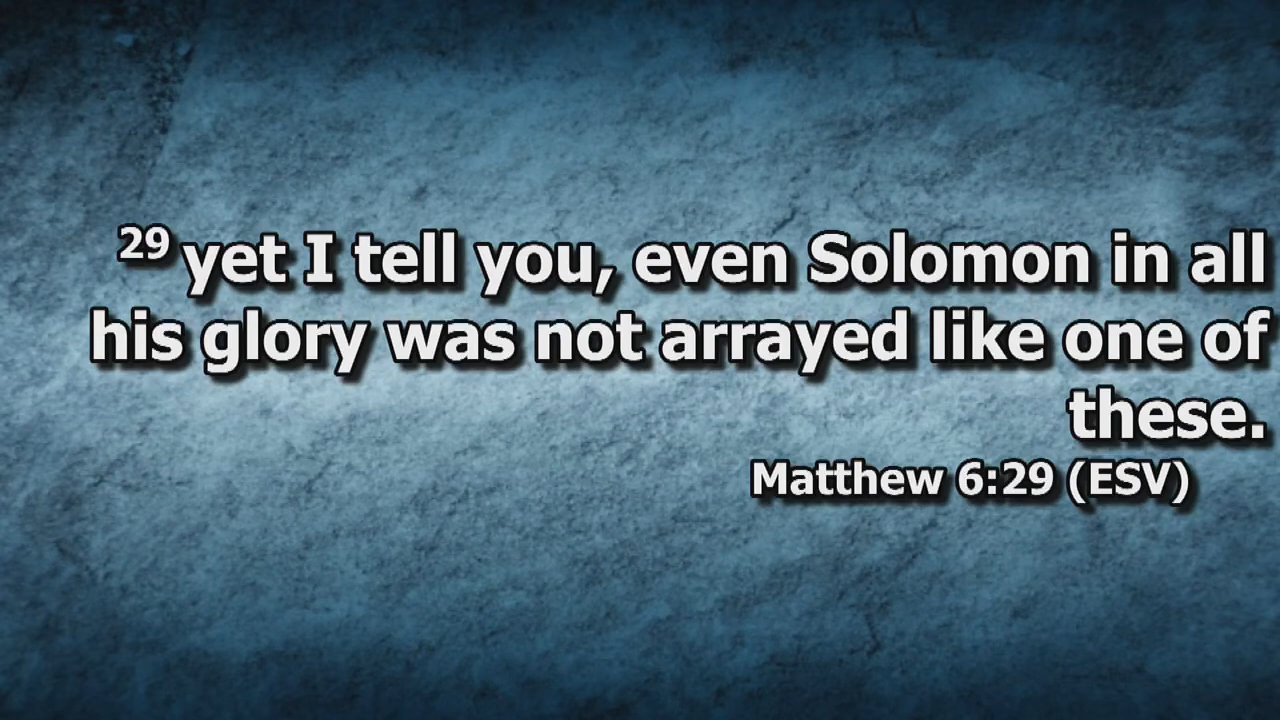 29 yet I tell you, even Solomon in all
his glory was not arrayed like one of
these.
Matthew 6:29 (ESV)